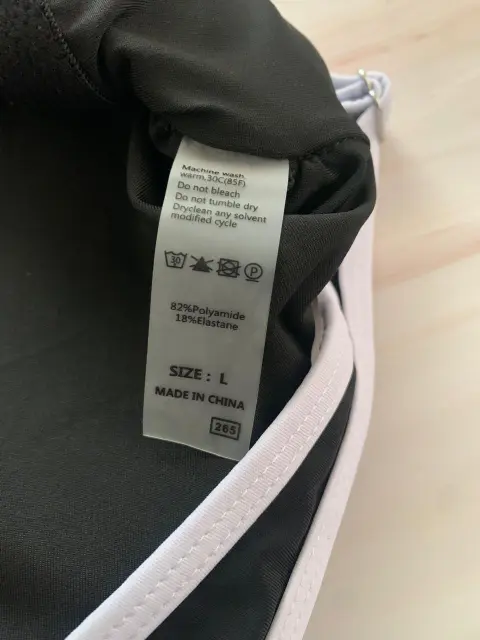 Machine wash
warm,30C(85F)
Do not bleach
Do not tumble dry
Dryclean any solvent
modified cycle
30
P
82%Polyamide
18%Elastane
SIZE : L
MADE IN CHINA
265